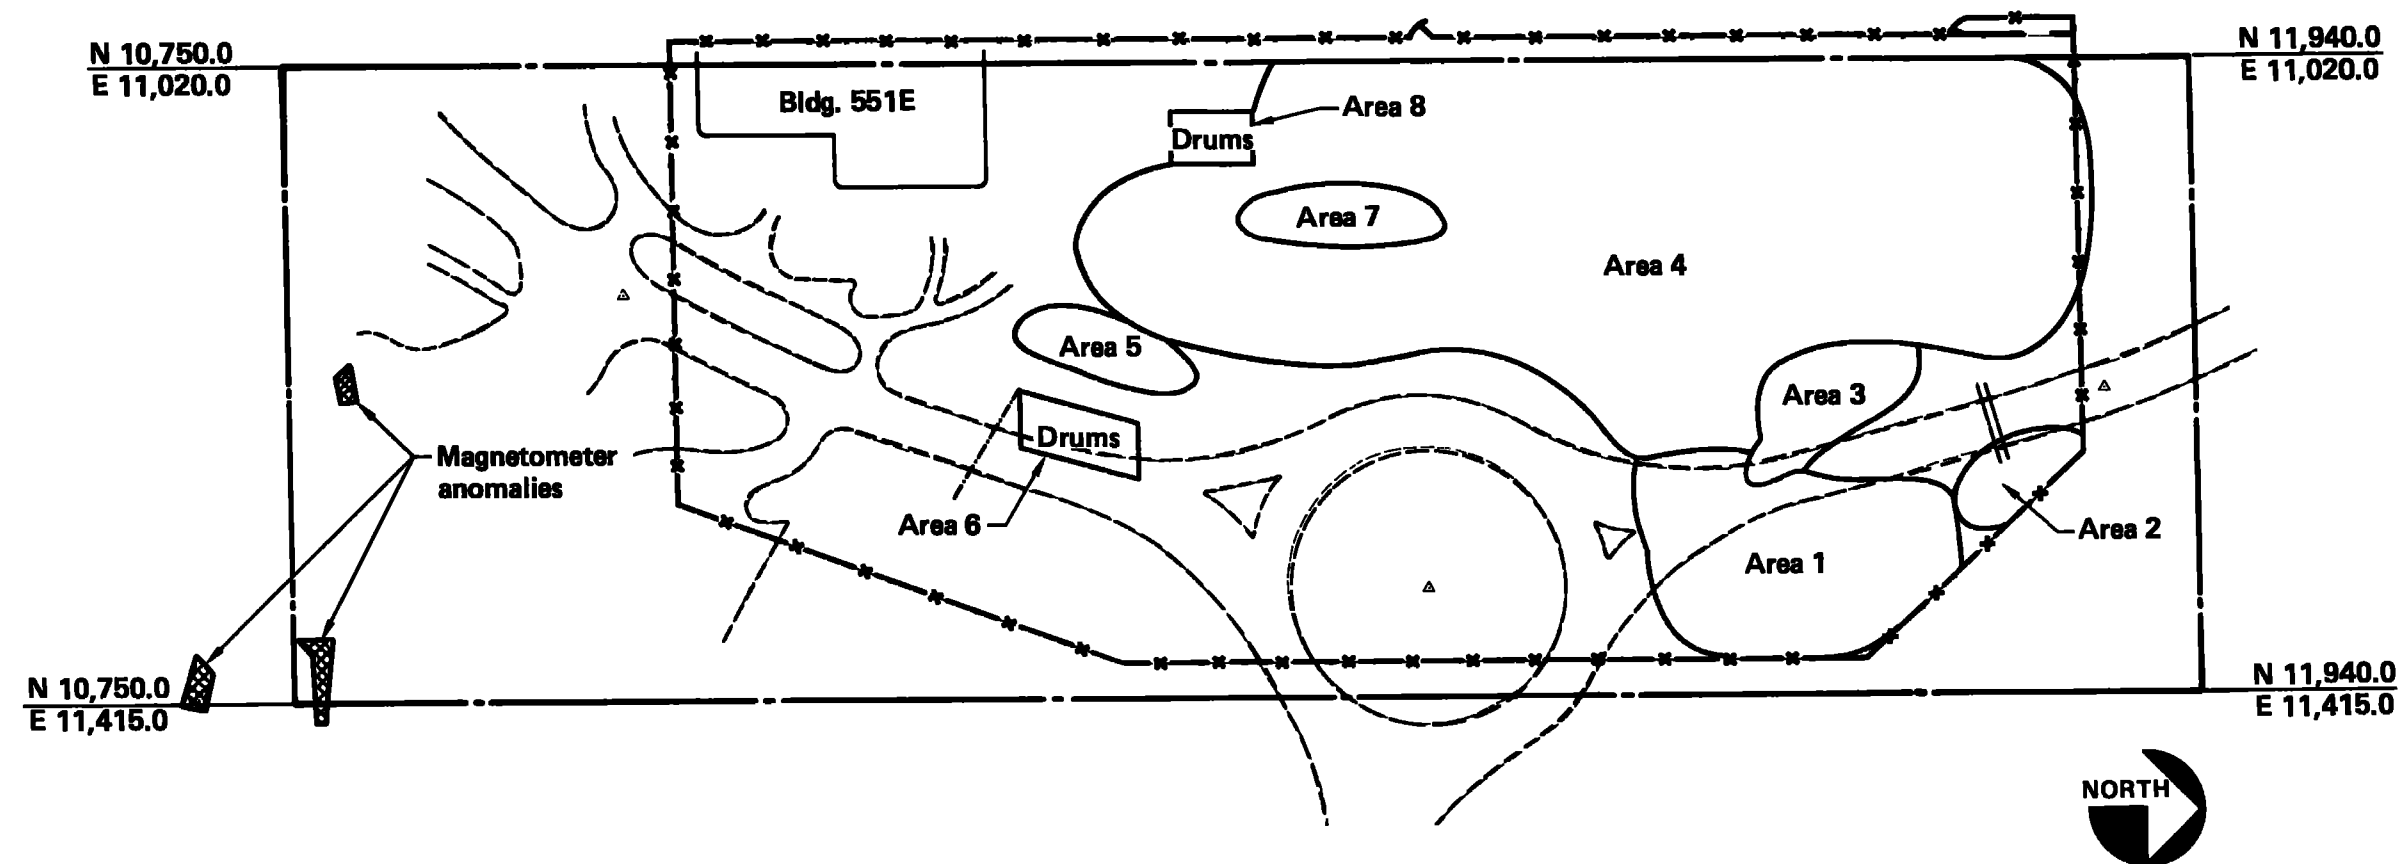 N 10,750.0
E 11,020.0
N 11,940.0
E 11,020.0
Bldg. 551E
Area 8
Drums
Area 7
Area 4
Area 5
Area 3
Drums
Magnetometer
anomalies
Area 6
Area 2
Area 1
N 10,750.0
E 11,415.0
N 11,940.0
E 11,415.0
NORTH